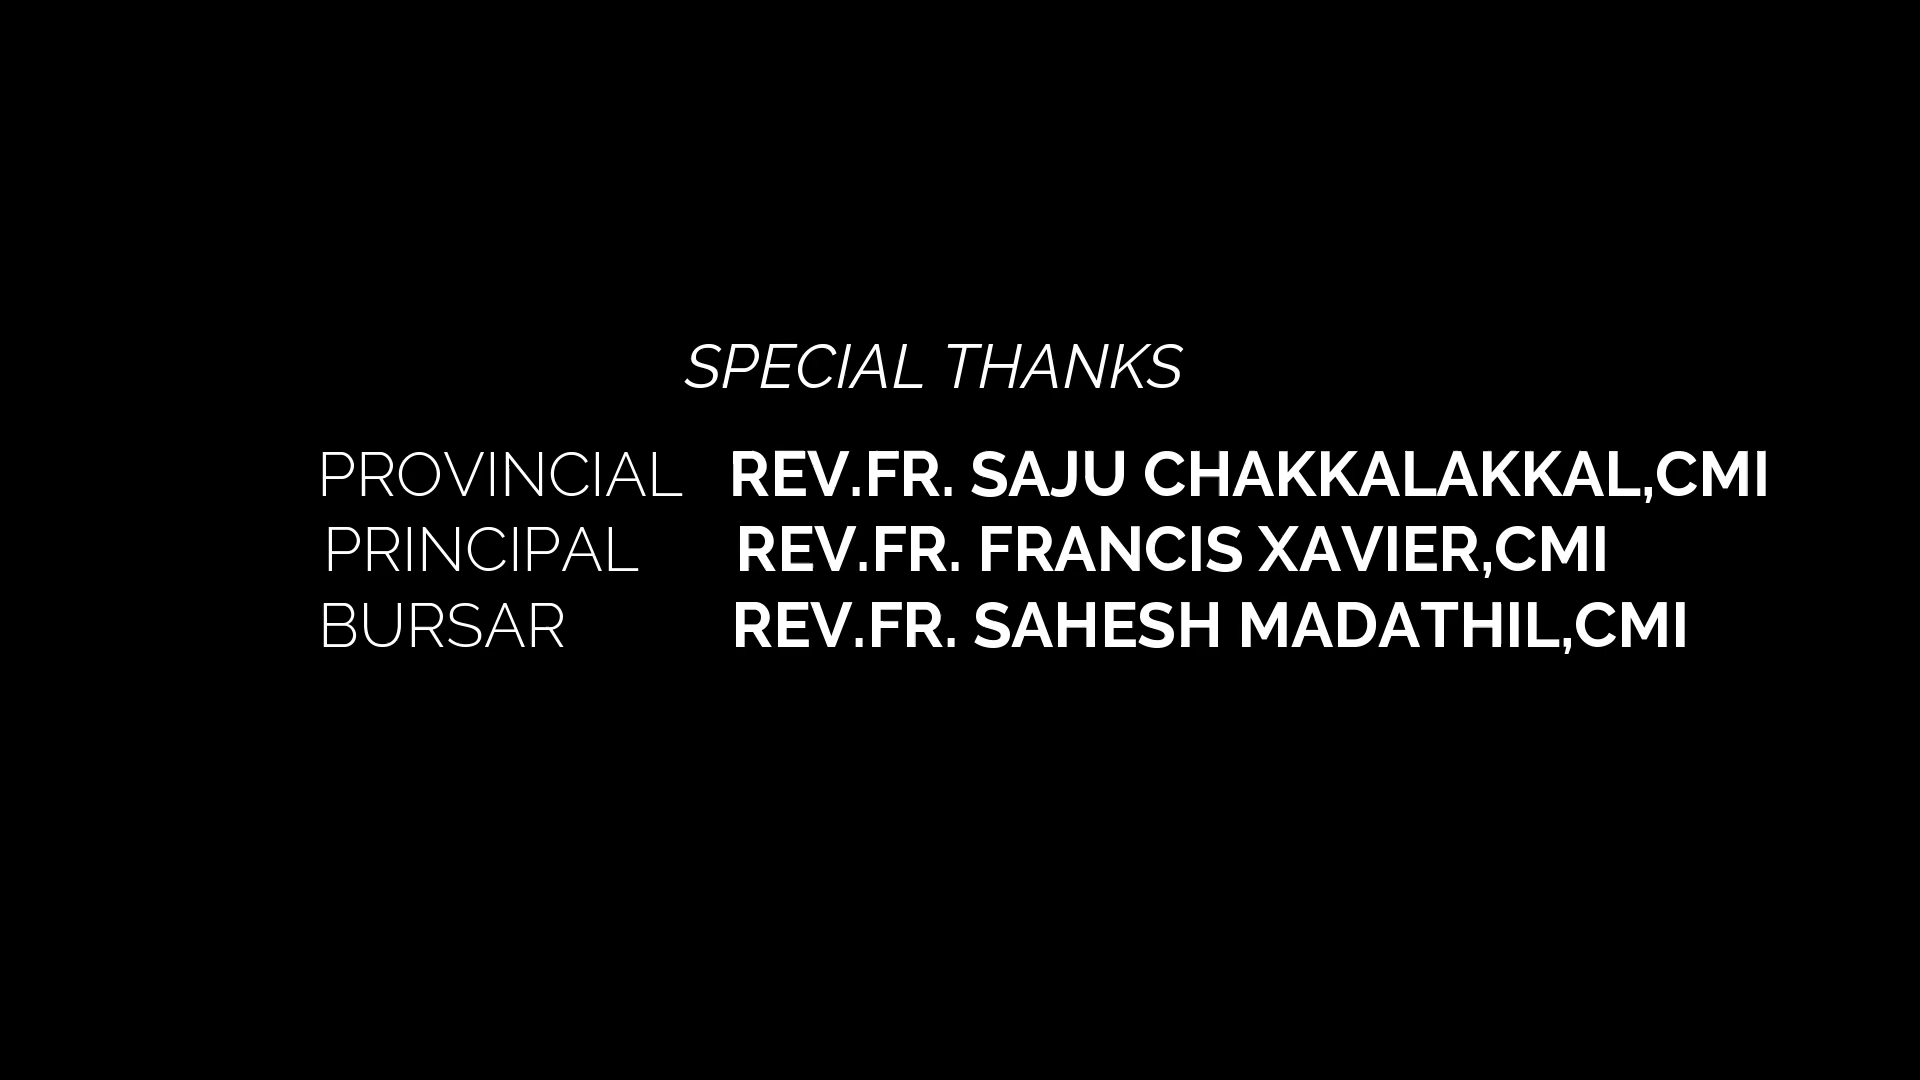 SPECIAL THANKS
PROVINCIAL REV.FR. SAJU CHAKKALAKKAL,CMI
PRINCIPAL REV.FR. FRANCIS XAVIER,CMI
BURSAR REV.FR. SAHESH MADATHIL,CMI